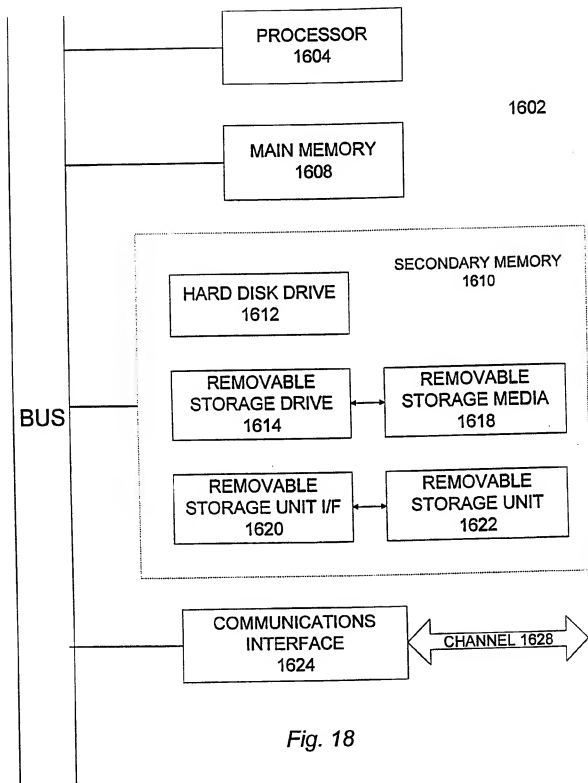 PROCESSOR
1604
1602
MAIN MEMORY
1608
SECONDARY MEMORY
1610
HARD DISK DRIVE
1612
REMOVABLE
STORAGE DRIVE
1614
REMOVABLE
STORAGE MEDIA
1618
BUS
REMOVABLE
STORAGE UNIT I/F
1620
REMOVABLE
STORAGE UNIT
1622
COMMUNICATIONS
INTERFACE
1624
CHANNEL 1628
Fig. 18